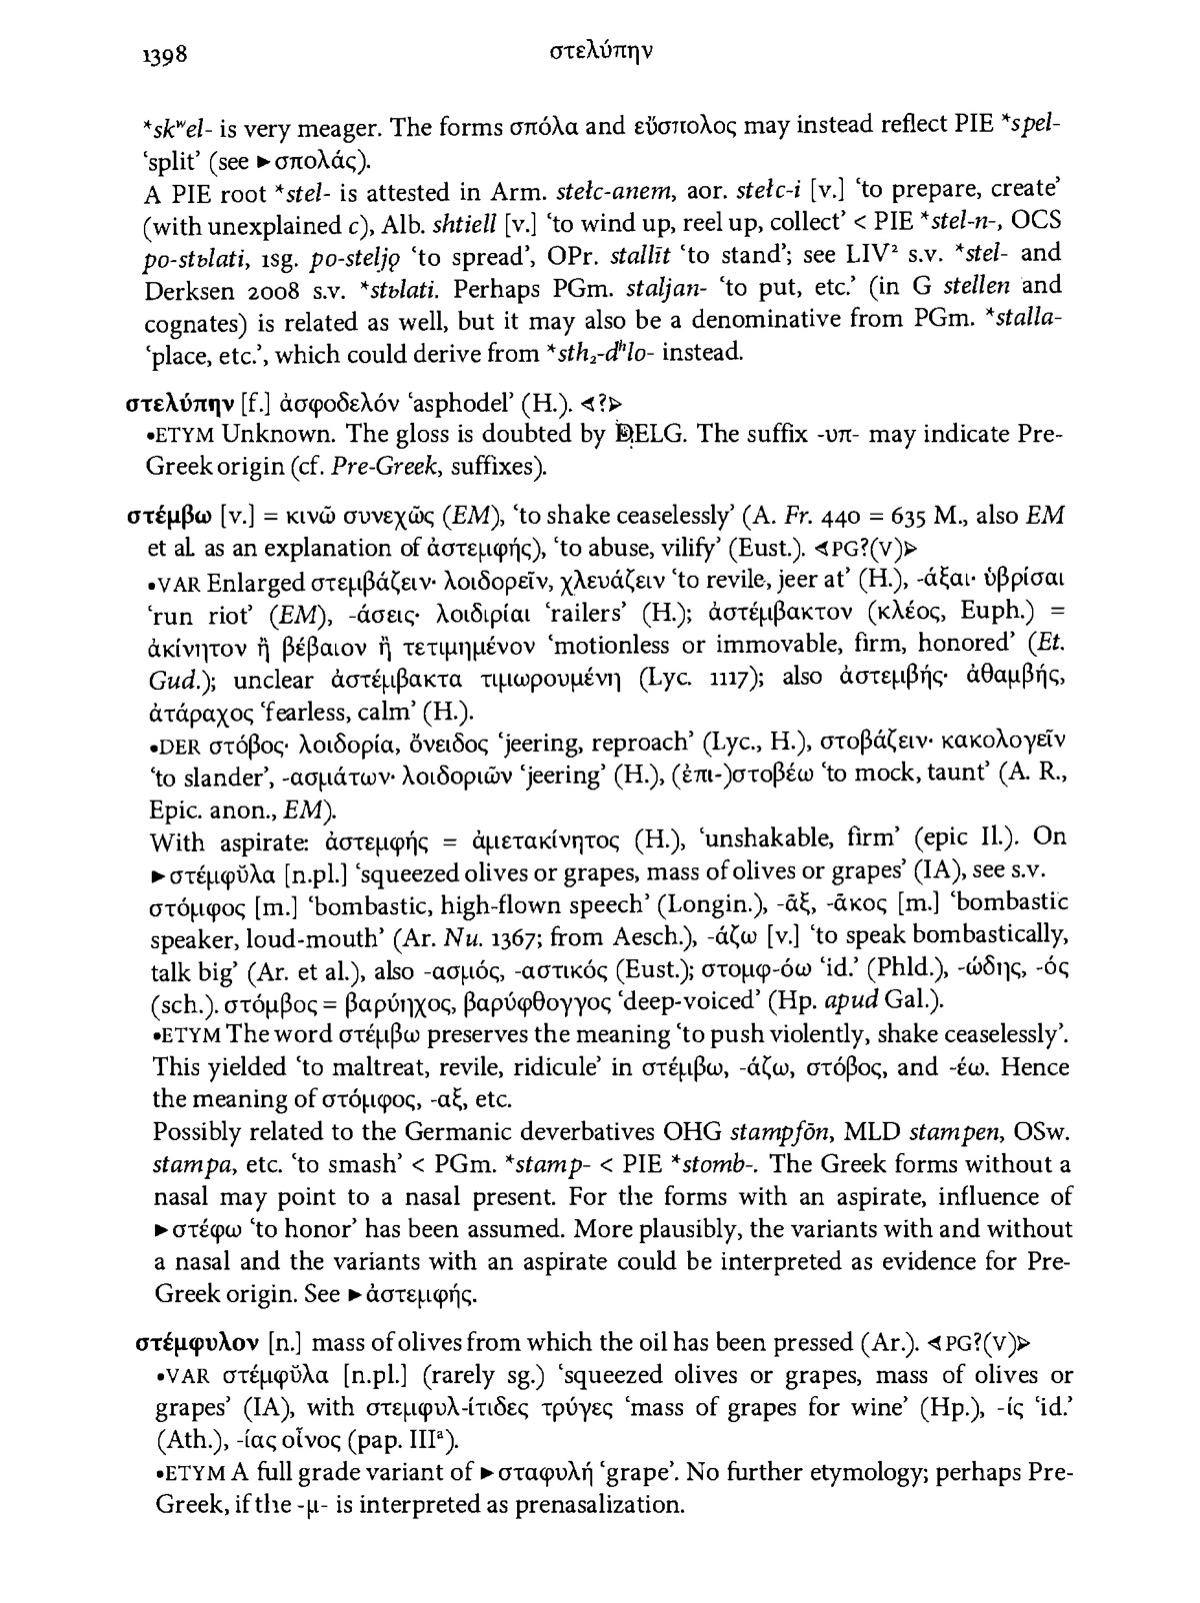 1398 στελύπην
*skʷel- is very meager. The forms σπόλα and εὔσπολος may instead reflect PIE *spel-
‘split’ (see ►σπολάς).
A PIE root *stel- is attested in Arm. stełc-anem, aor. stełc-i [v.] ‘to prepare, create’
(with unexplained c), Alb. shtiell [v.] ‘to wind up, reel up, collect’ < PIE *stel-n-, OCS
po-stьlati, 1sg. po-steljǫ ‘to spread’, OPr. stallīt ‘to stand’; see LIV² s.v. *stel- and
Derksen 2008 s.v. *stьlati. Perhaps PGm. staljan- ‘to put, etc.’ (in G stellen and
cognates) is related as well, but it may also be a denominative from PGm. *stalla-
‘place, etc.’, which could derive from *sth₂-dʰlo- instead.
στελύπην [f.] ἀσφοδελόν ‘asphodel’ (H.). ⊲?⊳
•ETYM Unknown. The gloss is doubted by DELG. The suffix -υπ- may indicate Pre-
Greek origin (cf. Pre-Greek, suffixes).
στέμβω [v.] = κινῶ συνεχῶς (EM), ‘to shake ceaselessly’ (A. Fr. 440 = 635 M., also EM
et al. as an explanation of ἀστεμφής), ‘to abuse, vilify’ (Eust.). ⊲PG?(V)⊳
•VAR Enlarged στεμβάζειν· λοιδορεῖν, χλευάζειν ‘to revile, jeer at’ (H.), -άξαι· ὑβρίσαι
‘run riot’ (EM), -άσεις· λοιδιρίαι ‘railers’ (H.); ἀστέμβακτον (κλέος, Euph.) =
ἀκίνητον ἢ βέβαιον ἢ τετιμημένον ‘motionless or immovable, firm, honored’ (Et.
Gud.); unclear ἀστέμβακτα τιμωρουμένη (Lyc. 1117); also ἀστεμβής· ἀθαμβής,
ἀτάραχος ‘fearless, calm’ (H.).
•DER στόβος· λοιδορία, ὄνειδος ‘jeering, reproach’ (Lyc., H.), στοβάζειν· κακολογεῖν
‘to slander’, -ασμάτων· λοιδοριῶν ‘jeering’ (H.), (ἐπι-)στοβέω ‘to mock, taunt’ (A. R.,
Epic. anon., EM).
With aspirate: ἀστεμφής = ἀμετακίνητος (H.), ‘unshakable, firm’ (epic Il.). On
►στέμφῠλα [n.pl.] ‘squeezed olives or grapes, mass of olives or grapes’ (IA), see s.v.
στόμφος [m.] ‘bombastic, high-flown speech’ (Longin.), -ᾶξ, -ᾶκος [m.] ‘bombastic
speaker, loud-mouth’ (Ar. Nu. 1367; from Aesch.), -άζω [v.] ‘to speak bombastically,
talk big’ (Ar. et al.), also -ασμός, -αστικός (Eust.); στομφ-όω ‘id.’ (Phld.), -ώδης, -ός
(sch.). στόμβος = βαρύηχος, βαρύφθογγος ‘deep-voiced’ (Hp. apud Gal.).
•ETYM The word στέμβω preserves the meaning ‘to push violently, shake ceaselessly’.
This yielded ‘to maltreat, revile, ridicule’ in στέμβω, -άζω, στόβος, and -έω. Hence
the meaning of στόμφος, -αξ, etc.
Possibly related to the Germanic deverbatives OHG stampfōn, MLD stampen, OSw.
stampa, etc. ‘to smash’ < PGm. *stamp- < PIE *stomb-. The Greek forms without a
nasal may point to a nasal present. For the forms with an aspirate, influence of
►στέφω ‘to honor’ has been assumed. More plausibly, the variants with and without
a nasal and the variants with an aspirate could be interpreted as evidence for Pre-
Greek origin. See ►ἀστεμφής.
στέμφυλον [n.] mass of olives from which the oil has been pressed (Ar.). ⊲PG?(V)⊳
•VAR στέμφῠλα [n.pl.] (rarely sg.) ‘squeezed olives or grapes, mass of olives or
grapes’ (IA), with στεμφυλ-ίτιδες τρύγες ‘mass of grapes for wine’ (Hp.), -ίς ‘id.’
(Ath.), -ίας οἶνος (pap. IIIᵃ).
•ETYM A full grade variant of ►σταφυλή ‘grape’. No further etymology; perhaps Pre-
Greek, if the -μ- is interpreted as prenasalization.